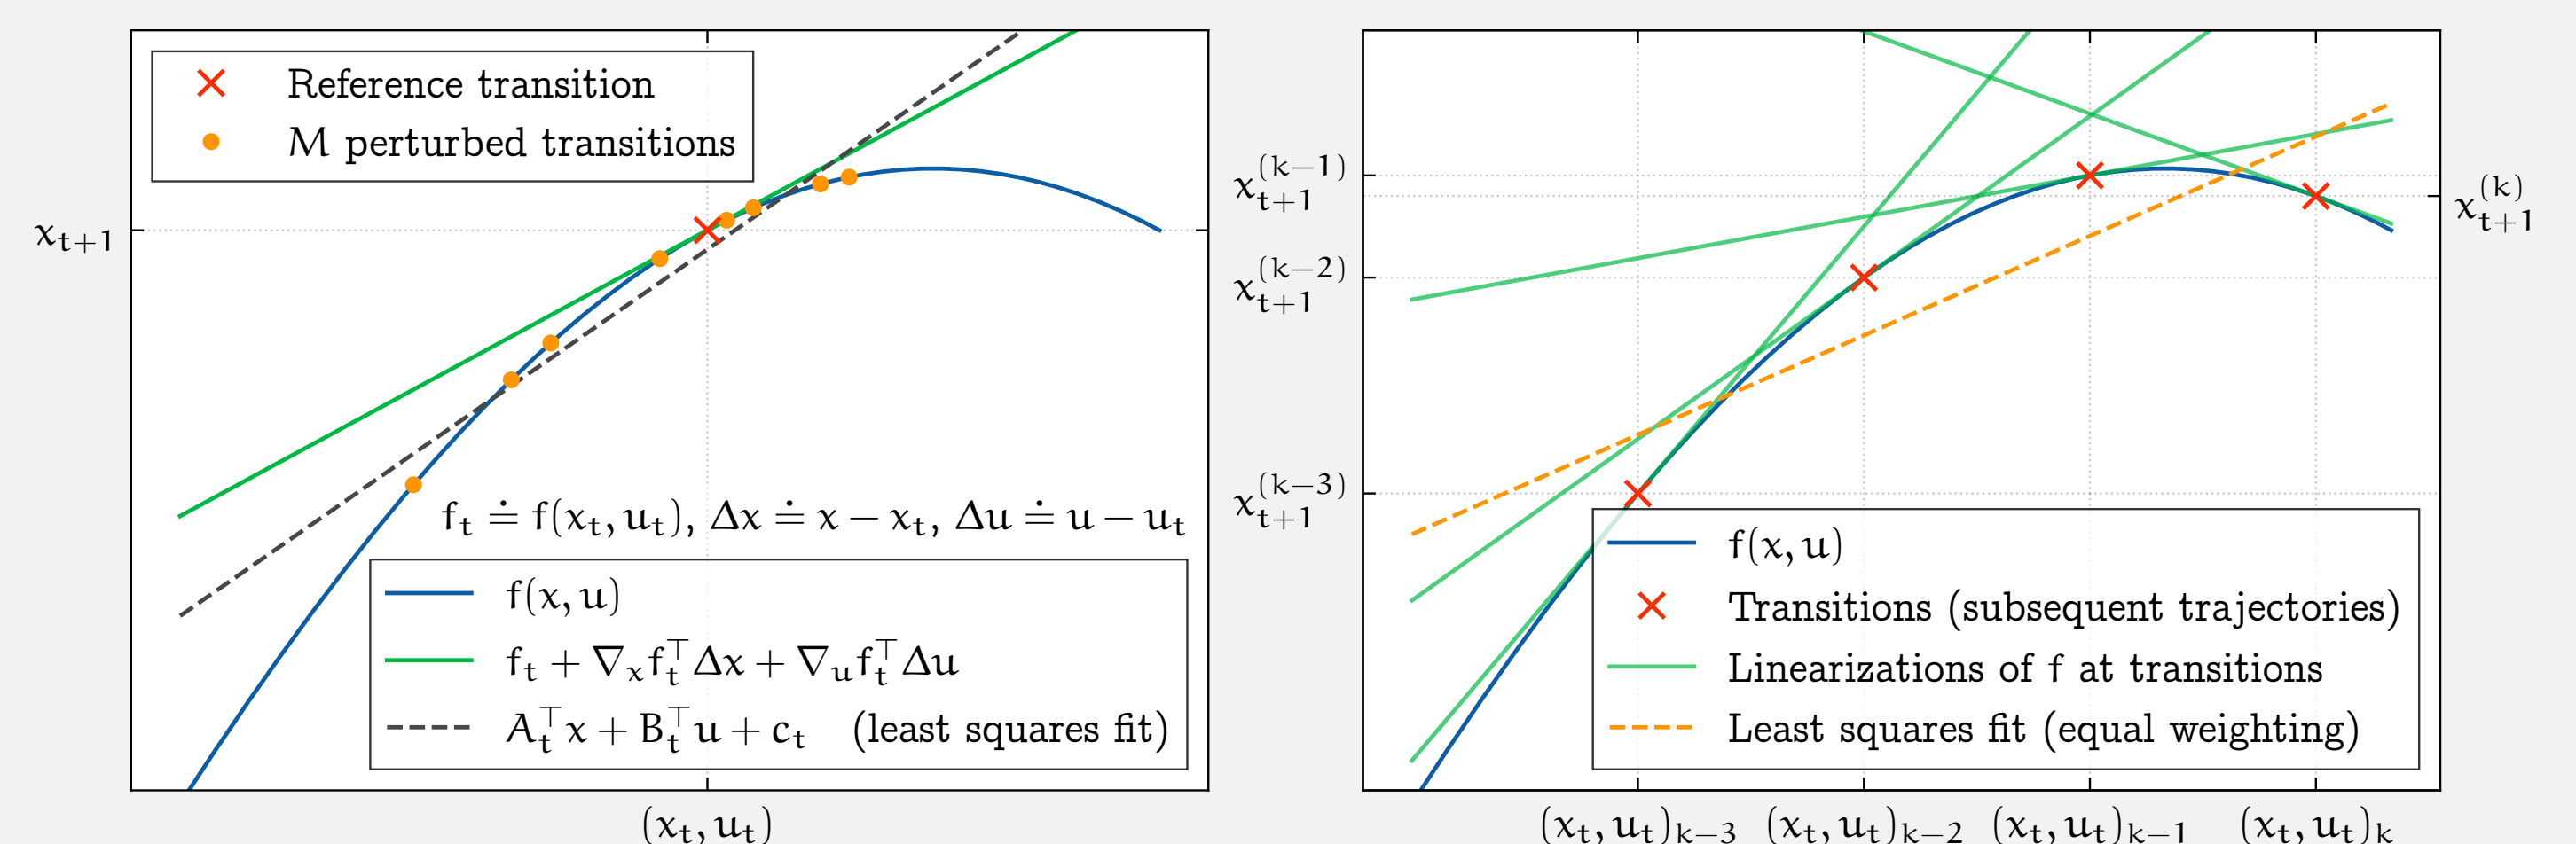 × Reference transition
● M perturbed transitions
x_{t+1}
f_t ≐ f(x_t, u_t), Δx ≐ x − x_t, Δu ≐ u − u_t
f(x, u)
f_t + ∇_x f_t^⊤ Δx + ∇_u f_t^⊤ Δu
A_t^⊤ x + B_t^⊤ u + c_t (least squares fit)
(x_t, u_t)
x_{t+1}^{(k−1)}
x_{t+1}^{(k)}
x_{t+1}^{(k−2)}
x_{t+1}^{(k−3)}
f(x, u)
× Transitions (subsequent trajectories)
Linearizations of f at transitions
Least squares fit (equal weighting)
(x_t, u_t)_{k−3} (x_t, u_t)_{k−2} (x_t, u_t)_{k−1} (x_t, u_t)_k